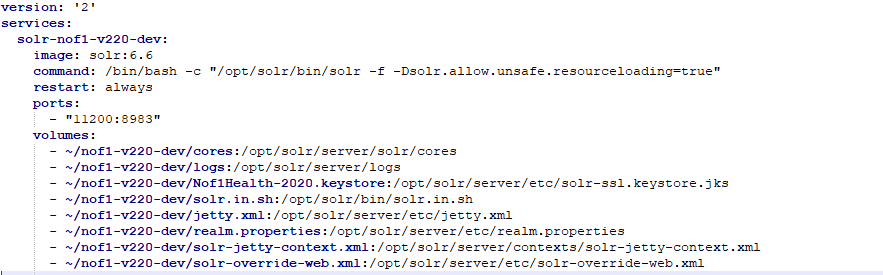 version: '2'
services:
solr-nof1-v220-dev:
image: solr:6.6
command: /bin/bash -c "/opt/solr/bin/solr -f -Dsolr.allow.unsafe.resourceloading=true"
restart: always
ports:
- "11200:8983"
volumes:
- ~/nof1-v220-dev/cores:/opt/solr/server/solr/cores
- ~/nof1-v220-dev/logs:/opt/solr/server/logs
- ~/nof1-v220-dev/Nof1Health-2020.keystore:/opt/solr/server/etc/solr-ssl.keystore.jks
- ~/nof1-v220-dev/solr.in.sh:/opt/solr/bin/solr.in.sh
- ~/nof1-v220-dev/jetty.xml:/opt/solr/server/etc/jetty.xml
- ~/nof1-v220-dev/realm.properties:/opt/solr/server/etc/realm.properties
- ~/nof1-v220-dev/solr-jetty-context.xml:/opt/solr/server/contexts/solr-jetty-context.xml
- ~/nof1-v220-dev/solr-override-web.xml:/opt/solr/server/etc/solr-override-web.xml